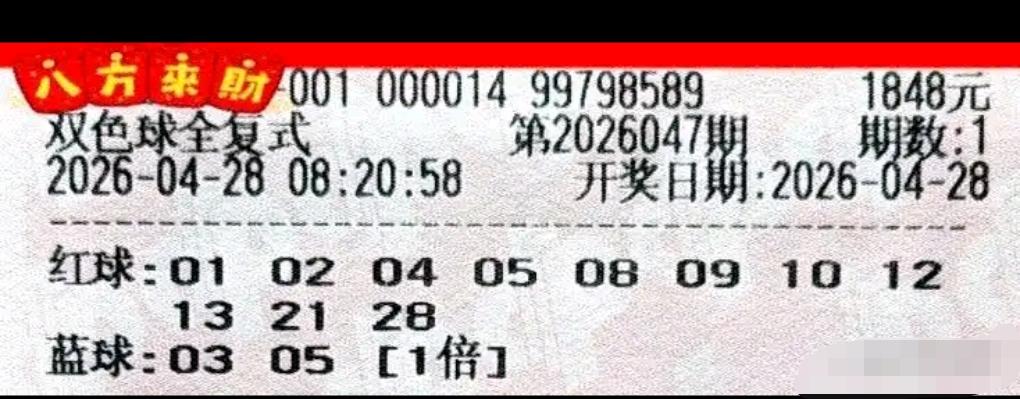 八方來財
-001 000014 99798589 1848元
双色球全复式 第2026047期 期数:1
2026-04-28 08:20:58 开奖日期:2026-04-28
红球:01 02 04 05 08 09 10 12
13 21 28
蓝球:03 05 [1倍]